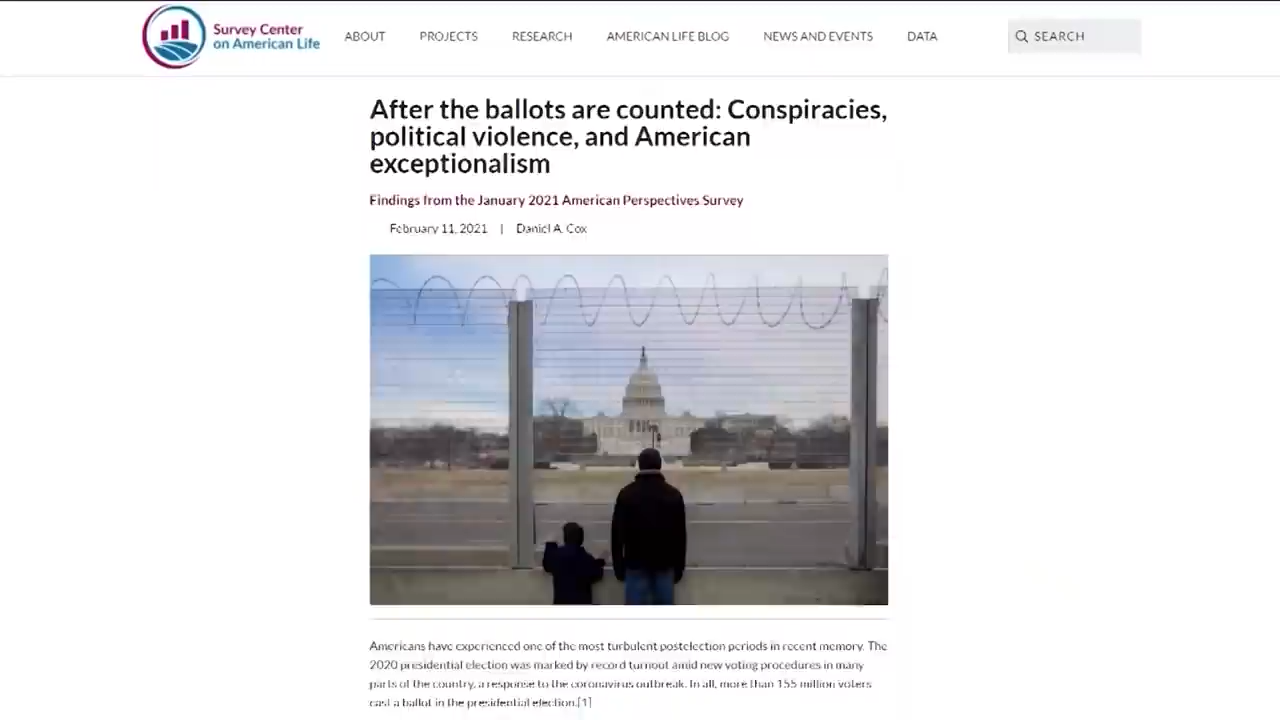 Survey Center
on American Life
ABOUT PROJECTS RESEARCH AMERICAN LIFE BLOG NEWS AND EVENTS DATA SEARCH
After the ballots are counted: Conspiracies,
political violence, and American
exceptionalism
Findings from the January 2021 American Perspectives Survey
February 11, 2021 | Daniel A. Cox
Americans have experienced one of the most turbulent postelection periods in recent memory. The
2020 presidential election was marked by record turnout amid new voting procedures in many
parts of the country, a response to the coronavirus outbreak. In all, more than 155 million voters
cast a ballot in the presidential election.[1]